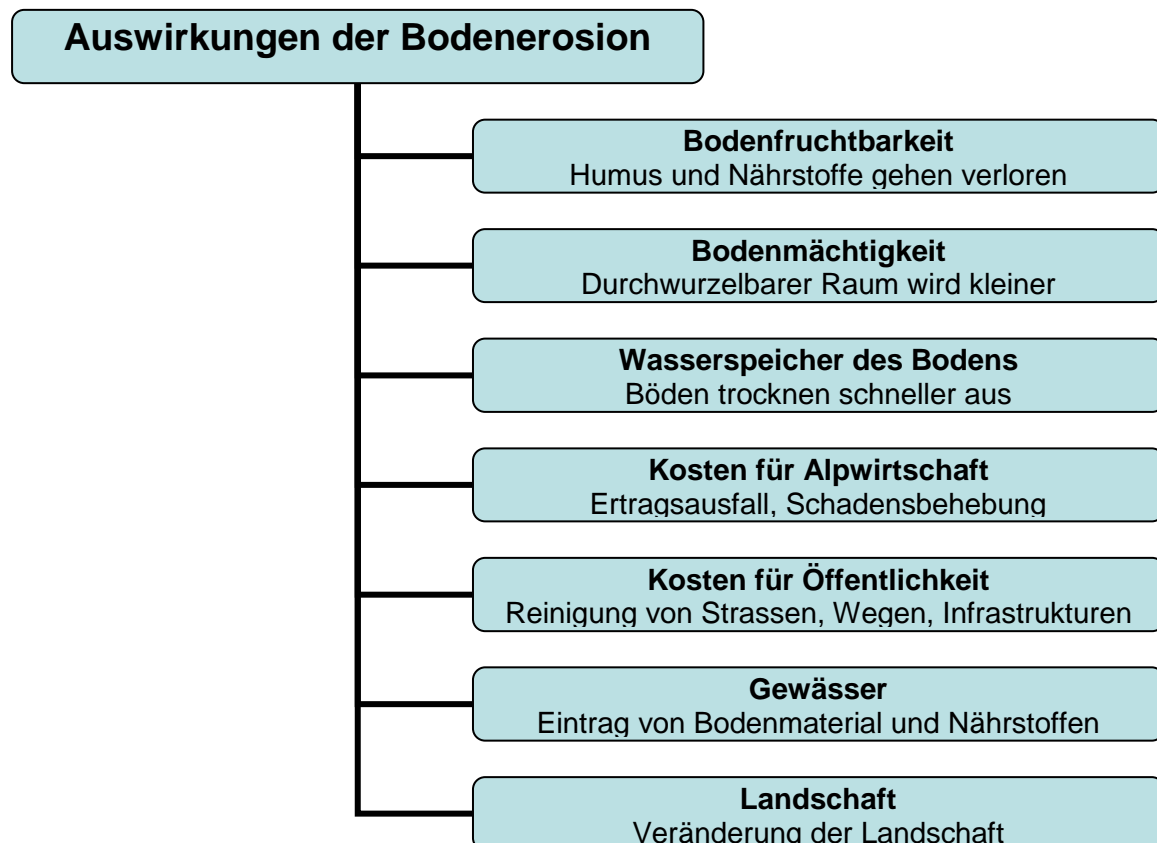 Auswirkungen der Bodenerosion
Bodenfruchtbarkeit
Humus und Nährstoffe gehen verloren
Bodenmächtigkeit
Durchwurzelbarer Raum wird kleiner
Wasserspeicher des Bodens
Böden trocknen schneller aus
Kosten für Alpwirtschaft
Ertragsausfall, Schadensbehebung
Kosten für Öffentlichkeit
Reinigung von Strassen, Wegen, Infrastrukturen
Gewässer
Eintrag von Bodenmaterial und Nährstoffen
Landschaft
Veränderung der Landschaft